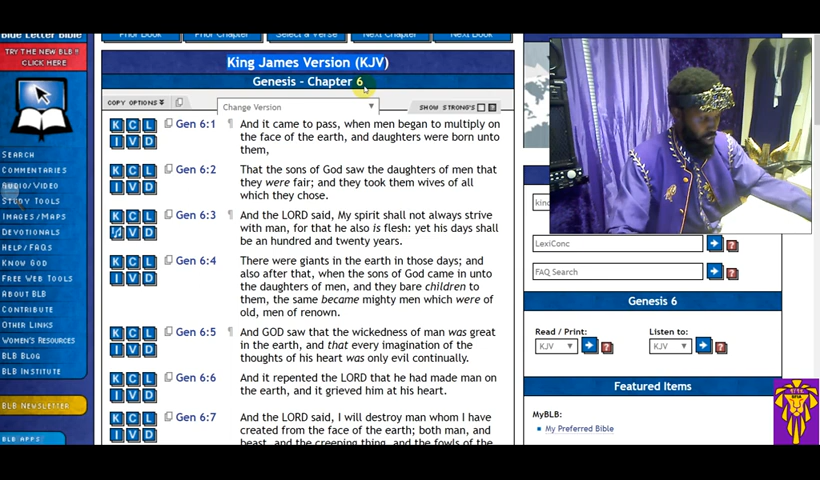 Blue Letter Bible
Prior Book
Prior Chapter
Select a Verse
Next Chapter
Next Book
TRY THE NEW BLB !!
CLICK HERE
King James Version (KJV)
Genesis - Chapter 6
COPY OPTIONS
Change Version
SHOW STRONG'S
K C L
I V D
Gen 6:1
¶ And it came to pass, when men began to multiply on
the face of the earth, and daughters were born unto
them,
K C L
I V D
Gen 6:2
That the sons of God saw the daughters of men that
they were fair; and they took them wives of all
which they chose.
K C L
V D
Gen 6:3
¶ And the LORD said, My spirit shall not always strive
with man, for that he also is flesh: yet his days shall
be an hundred and twenty years.
K C L
I V D
Gen 6:4
There were giants in the earth in those days; and
also after that, when the sons of God came in unto
the daughters of men, and they bare children to
them, the same became mighty men which were of
old, men of renown.
K C L
I V D
Gen 6:5
¶ And GOD saw that the wickedness of man was great
in the earth, and that every imagination of the
thoughts of his heart was only evil continually.
K C L
I V D
Gen 6:6
And it repented the LORD that he had made man on
the earth, and it grieved him at his heart.
K C L
I V D
Gen 6:7
And the LORD said, I will destroy man whom I have
created from the face of the earth; both man, and
beast, and the creeping thing, and the fowls of the
SEARCH
COMMENTARIES
AUDIO/VIDEO
STUDY TOOLS
IMAGES/MAPS
DEVOTIONALS
HELP/FAQS
KNOW GOD
FREE WEB TOOLS
ABOUT BLB
CONTRIBUTE
OTHER LINKS
WOMEN'S RESOURCES
BLB BLOG
BLB INSTITUTE
BLB NEWSLETTER
BLB APPS
LexiConc
?
FAQ Search
?
Genesis 6
Read / Print:
Listen to:
KJV
?
KJV
?
Featured Items
MyBLB:
My Preferred Bible